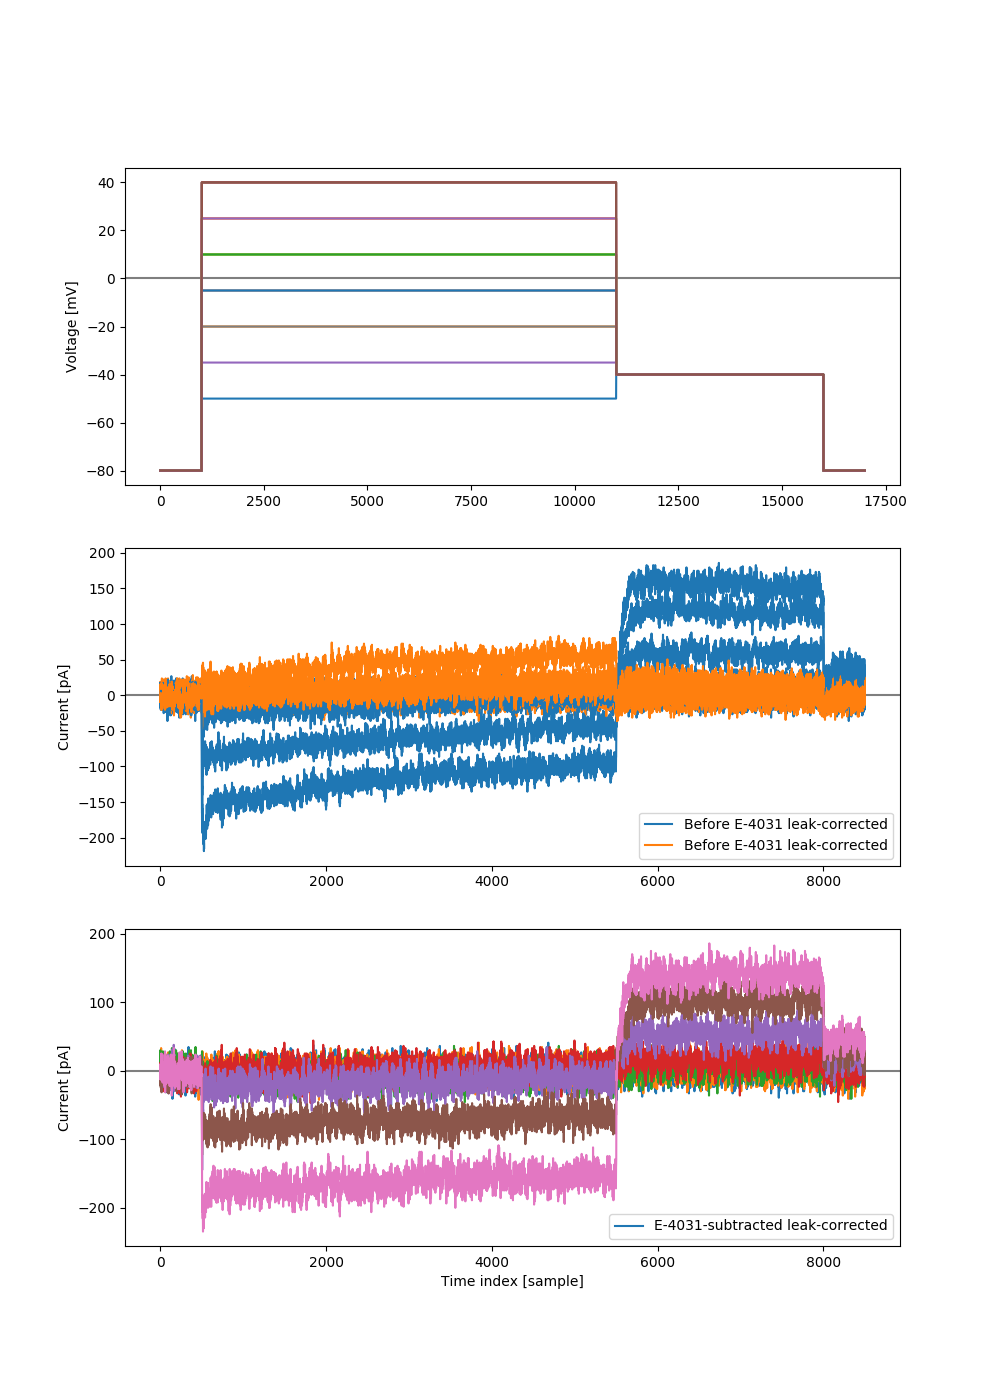 40
20
0
−20
−40
−60
−80
Voltage [mV]
0 2500 5000 7500 10000 12500 15000 17500
200
150
100
50
0
−50
−100
−150
−200
Current [pA]
Before E-4031 leak-corrected
Before E-4031 leak-corrected
0 2000 4000 6000 8000
200
100
0
−100
−200
Current [pA]
E-4031-subtracted leak-corrected
0 2000 4000 6000 8000
Time index [sample]